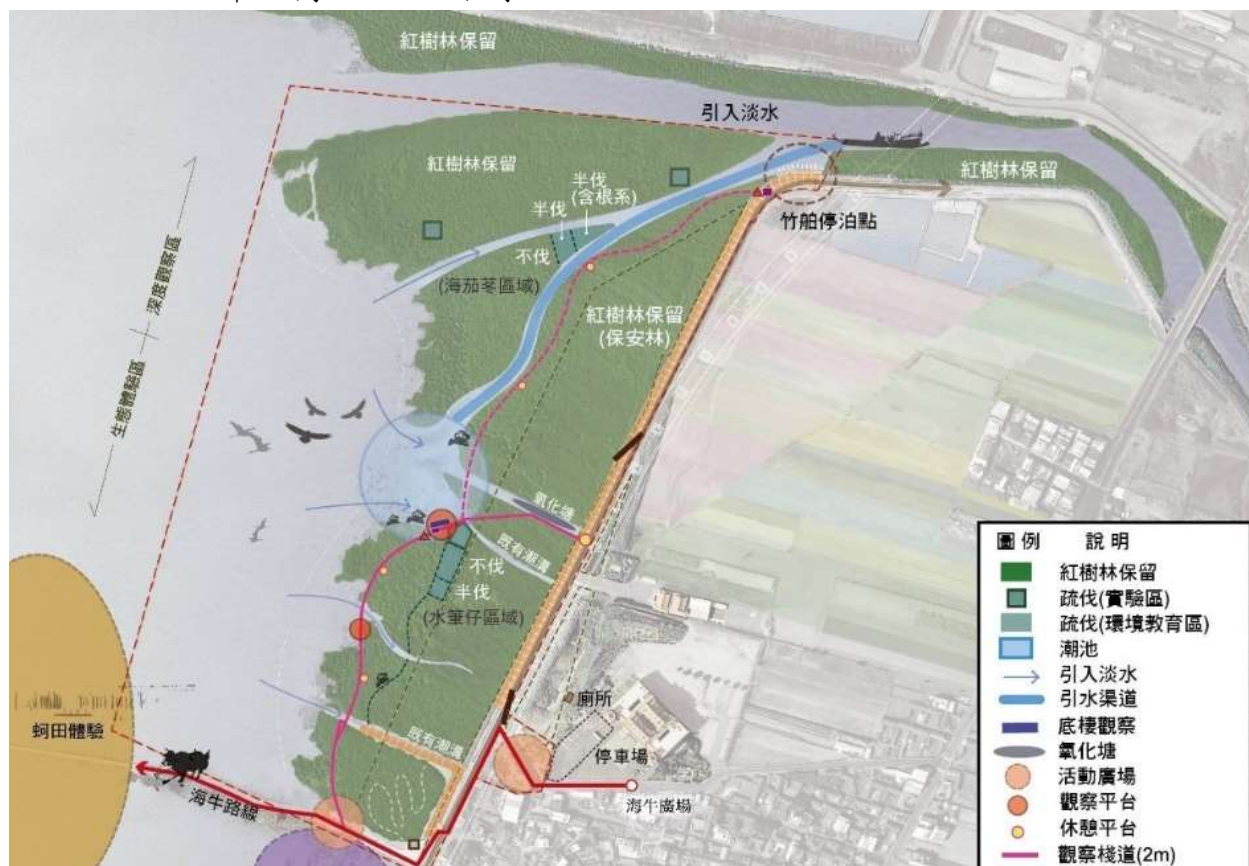 紅樹林保留
引入淡水
紅樹林保留
紅樹林保留
半伐
(含根系)
半伐
不伐
竹舶停泊點
(海茄苳區域)
紅樹林保留
(保安林)
深度觀察區
生態體驗區
氧化塘
既有潮溝
不伐
半伐
(水筆仔區域)
廁所
既有潮溝
停車場
蚵田體驗
海牛路線
海牛廣場
圖例 說明
紅樹林保留
疏伐(實驗區)
疏伐(環境教育區)
潮池
引入淡水
引水渠道
底棲觀察
氧化塘
活動廣場
觀察平台
休憩平台
觀察棧道(2m)